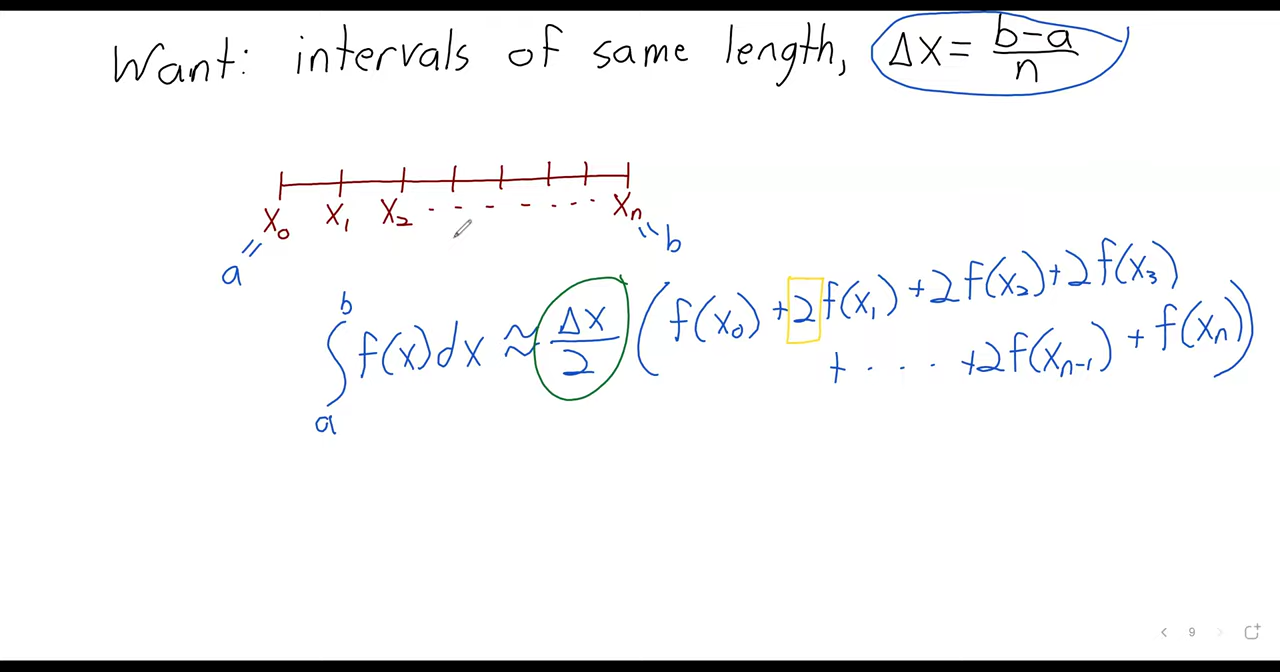 Want: intervals of same length, Δx = b-a/n
x₀ x₁ x₂ - - - - · · · · xₙ
a = = b
∫ₐᵇ f(x)dx ≈ Δx/2 (f(x₀) + 2f(x₁) + 2f(x₂) + 2f(x₃)
+ . . . +2f(xₙ₋₁) + f(xₙ))
9